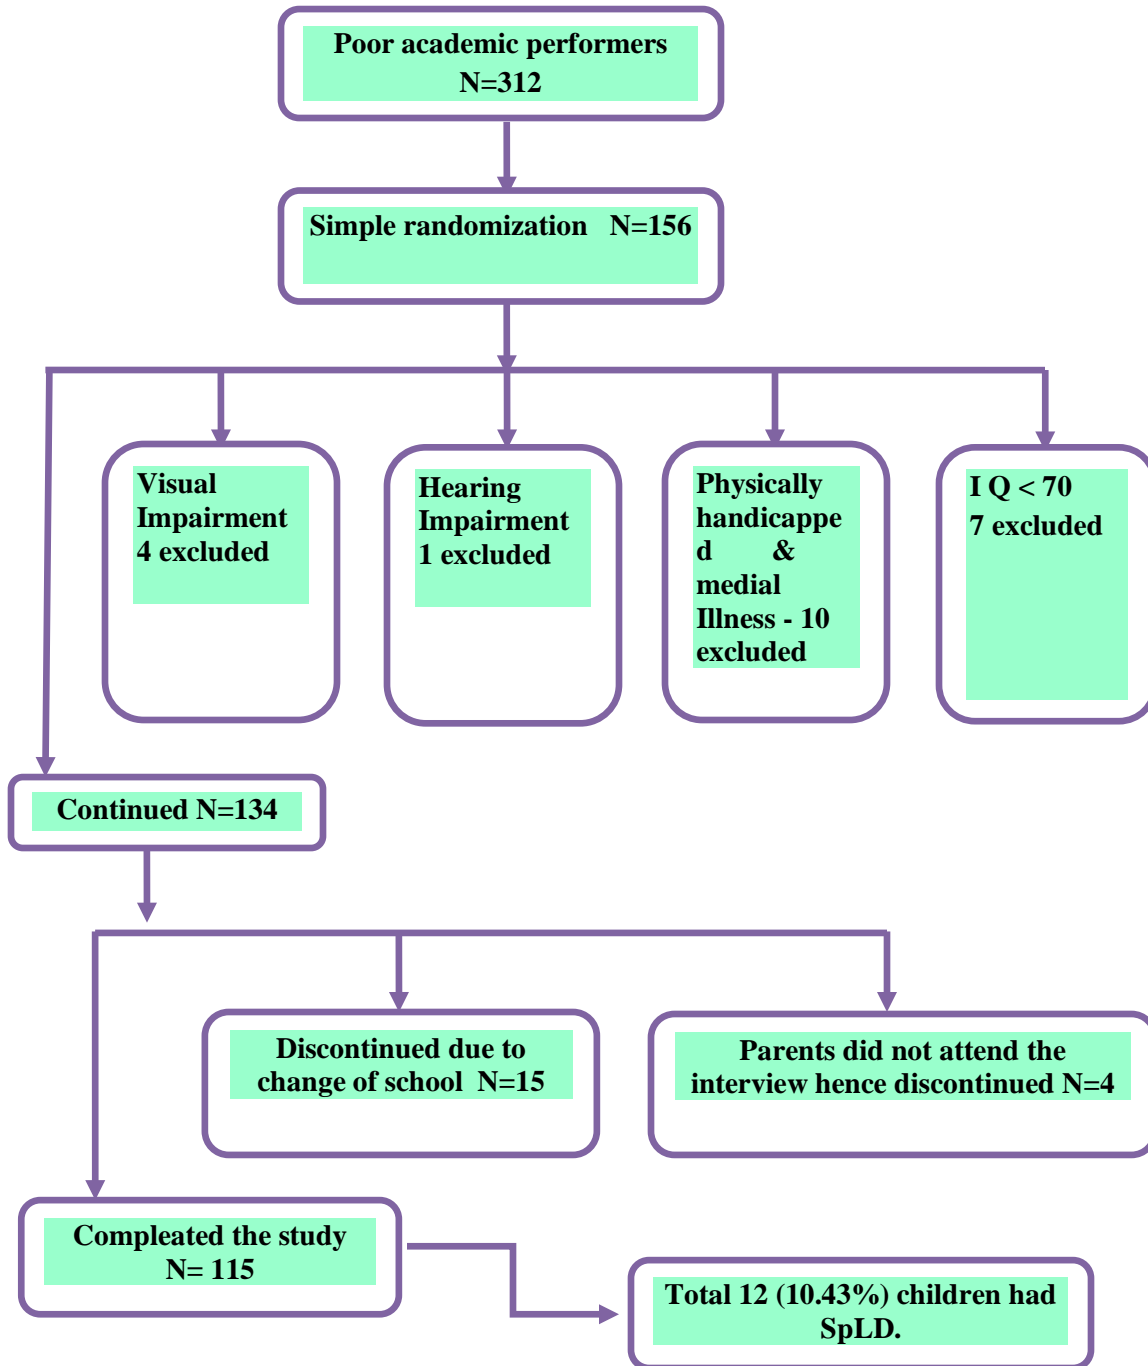 Poor academic performers
N=312
Simple randomization N=156
Visual
Impairment
4 excluded
Hearing
Impairment
1 excluded
Physically
handicappe
d &
medial
Illness - 10
excluded
I Q < 70
7 excluded
Continued N=134
Discontinued due to
change of school N=15
Parents did not attend the
interview hence discontinued N=4
Compleated the study
N= 115
Total 12 (10.43%) children had
SpLD.